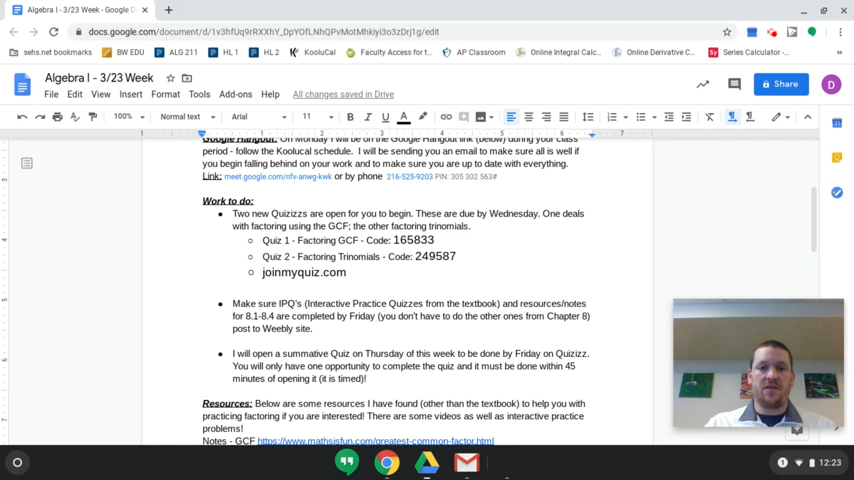 Algebra I - 3/23 Week - Google D
docs.google.com/document/d/1v3hfUq9rRXXhY_DpYOfLNhQPvMotMhkiyi3o3zDrj1g/edit
sehs.net bookmarks BW EDU ALG 211 HL 1 HL 2 KooluCal Faculty Access for t... AP Classroom Online Integral Calc... Online Derivative C... Series Calculator -...
Algebra I - 3/23 Week
File Edit View Insert Format Tools Add-ons Help All changes saved in Drive
Share
D
100% Normal text Arial 11 B I U A
1 1 2 3 4 5 6 7
Google Hangout: On Monday I will be on the Google Hangout link (below) during your class
period - follow the Koolucal schedule. I will be sending you an email to make sure all is well if
you begin falling behind on your work and to make sure you are up to date with everything.
Link: meet.google.com/nfv-anwg-kwk or by phone 216-525-9203 PIN: 305 302 563#
Work to do:
● Two new Quizizzs are open for you to begin. These are due by Wednesday. One deals
with factoring using the GCF; the other factoring trinomials.
○ Quiz 1 - Factoring GCF - Code: 165833
○ Quiz 2 - Factoring Trinomials - Code: 249587
○ joinmyquiz.com
● Make sure IPQ's (Interactive Practice Quizzes from the textbook) and resources/notes
for 8.1-8.4 are completed by Friday (you don't have to do the other ones from Chapter 8)
post to Weebly site.
● I will open a summative Quiz on Thursday of this week to be done by Friday on Quizizz.
You will only have one opportunity to complete the quiz and it must be done within 45
minutes of opening it (it is timed)!
Resources: Below are some resources I have found (other than the textbook) to help you with
practicing factoring if you are interested! There are some videos as well as interactive practice
problems!
Notes - GCF https://www.mathsisfun.com/greatest-common-factor.html
3
4
5
6
7
1 12:23